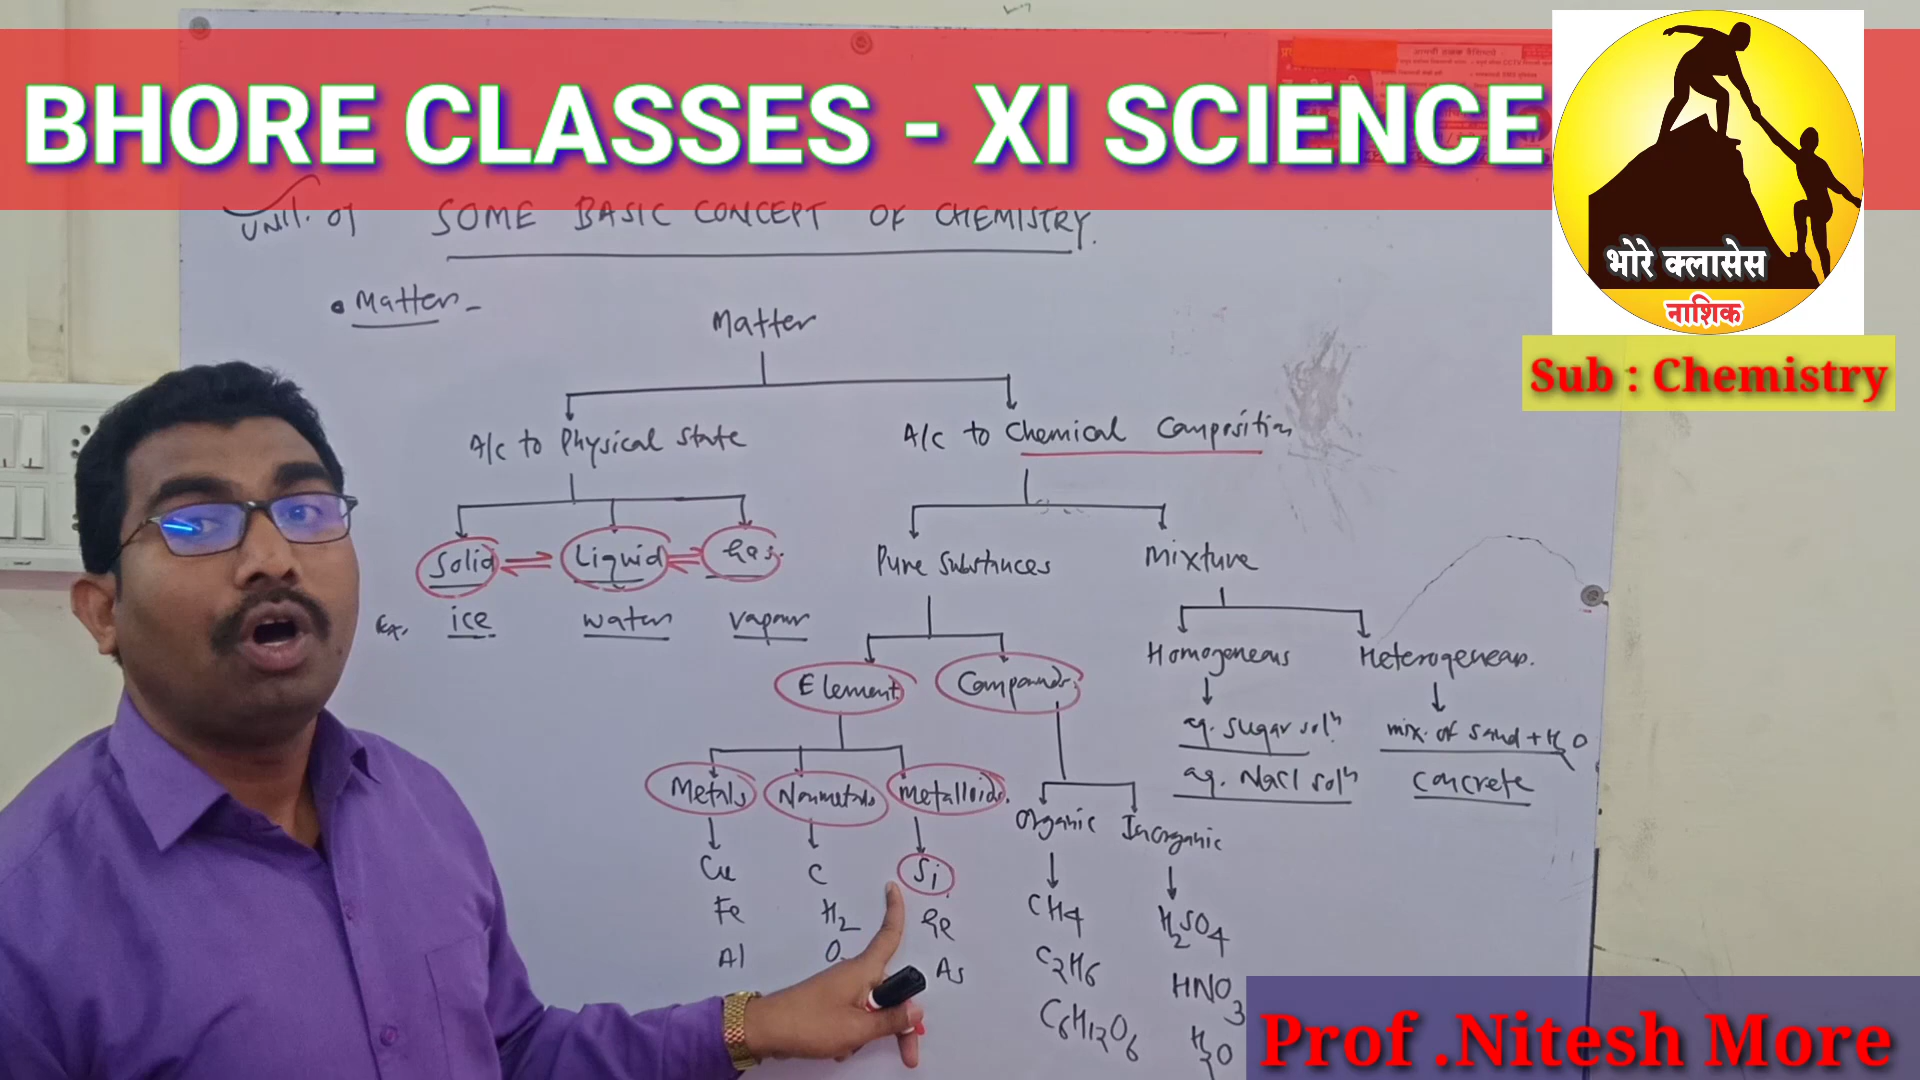 BHORE CLASSES - XI SCIENCE
भोरे क्लासेस
नाशिक
Sub : Chemistry
UNIT. 01 SOME BASIC CONCEPT OF CHEMISTRY.
• Matter -
Matter
A/c to Physical State A/c to Chemical Composition
Solid ⇌ Liquid ⇌ Gas.
Ex. ice water vapour
Pure Substances Mixture
Element Compounds
Homogeneous Heterogeneous.
aq. sugar solⁿ. mix. of sand + H2O
aq. NaCl solⁿ concrete
Metals Nonmetals Metalloids.
Organic Inorganic
Cu C Si CH4 H2SO4
Fe H2 Ge C2H6 HNO3
Al O As C6H12O6 H2O
Prof .Nitesh More